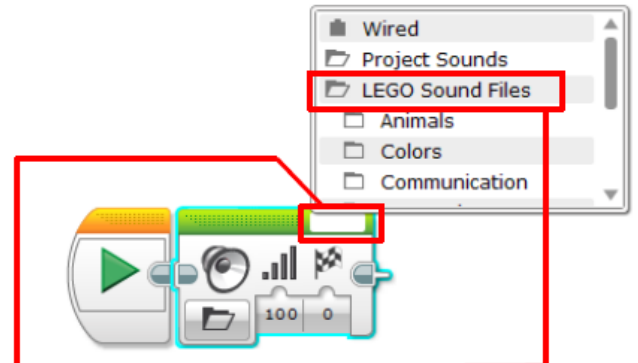 Wired
Project Sounds
LEGO Sound Files
Animals
Colors
Communication
100 0